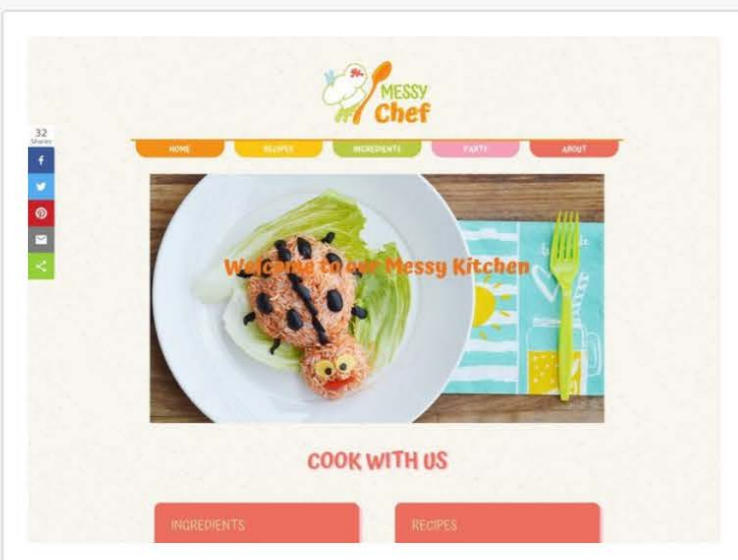 MESSY
Chef
32
Shares
HOME
RECIPES
INGREDIENTS
PARTY
ABOUT
Welcome to our Messy Kitchen
COOK WITH US
INGREDIENTS
RECIPES